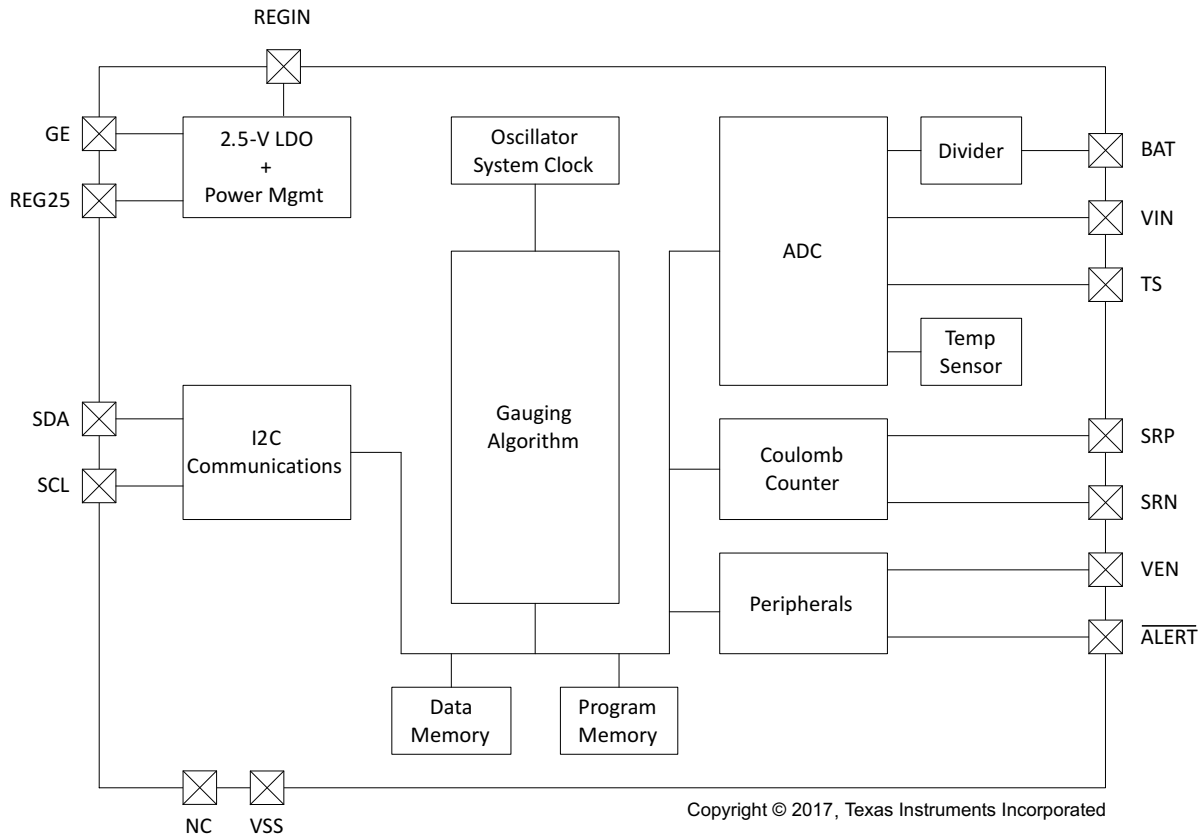 REGIN
GE
REG25
2.5-V LDO
+
Power Mgmt
Oscillator
System Clock
Divider
BAT
VIN
TS
ADC
Temp
Sensor
SDA
SCL
I2C
Communications
Gauging
Algorithm
Coulomb
Counter
SRP
SRN
Peripherals
VEN
ALERT
Data
Memory
Program
Memory
NC
VSS
Copyright © 2017, Texas Instruments Incorporated